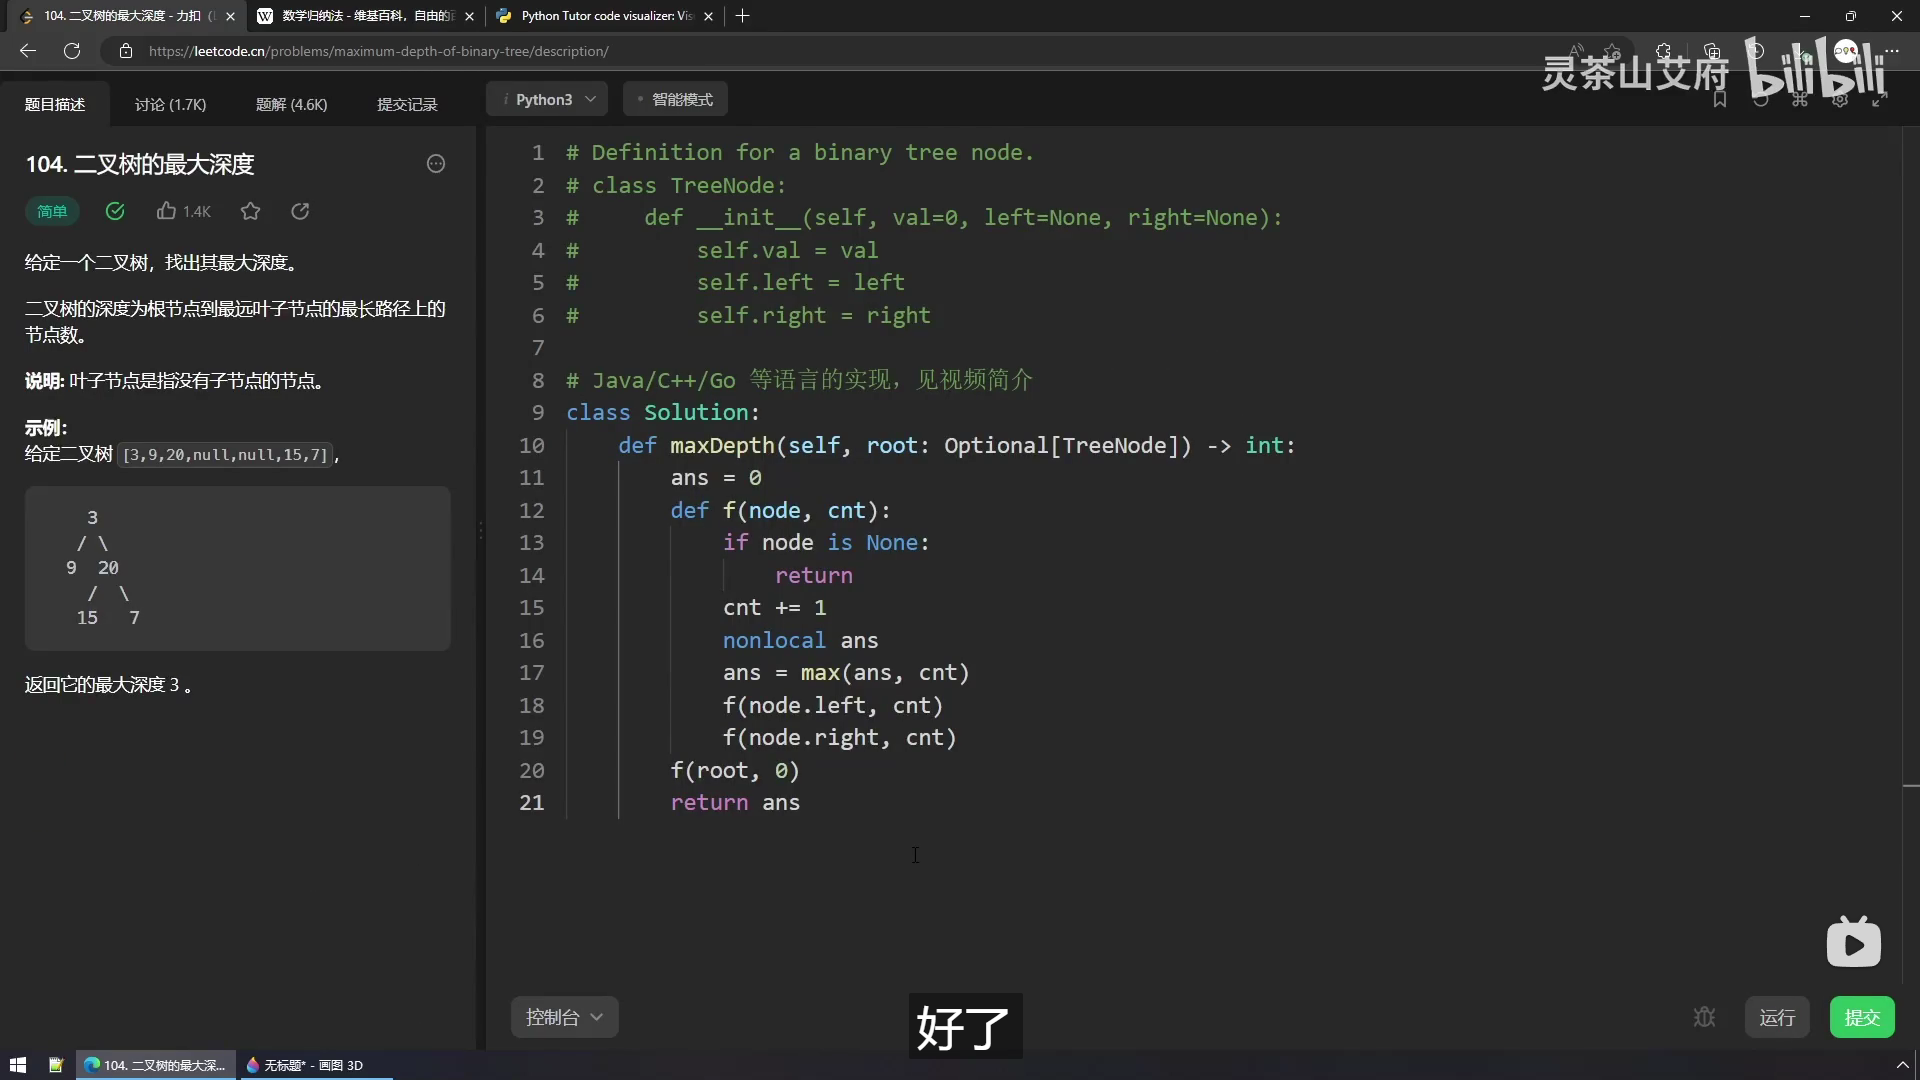 104. 二叉树的最大深度 - 力扣
数学归纳法 - 维基百科，自由的
Python Tutor code visualizer: Vis
https://leetcode.cn/problems/maximum-depth-of-binary-tree/description/
灵茶山艾府 bilibili
题目描述 讨论 (1.7K) 题解 (4.6K) 提交记录
Python3 智能模式
104. 二叉树的最大深度
简单 1.4K
给定一个二叉树，找出其最大深度。
二叉树的深度为根节点到最远叶子节点的最长路径上的
节点数。
说明: 叶子节点是指没有子节点的节点。
示例：
给定二叉树 [3,9,20,null,null,15,7]，
3
/ \
9 20
/ \
15 7
返回它的最大深度 3 。
1 # Definition for a binary tree node.
2 # class TreeNode:
3 #     def __init__(self, val=0, left=None, right=None):
4 #         self.val = val
5 #         self.left = left
6 #         self.right = right
7
8 # Java/C++/Go 等语言的实现，见视频简介
9 class Solution:
10     def maxDepth(self, root: Optional[TreeNode]) -> int:
11         ans = 0
12         def f(node, cnt):
13             if node is None:
14                 return
15             cnt += 1
16             nonlocal ans
17             ans = max(ans, cnt)
18             f(node.left, cnt)
19             f(node.right, cnt)
20         f(root, 0)
21         return ans
控制台 运行 提交
好了
104. 二叉树的最大深... 无标题* - 画图 3D